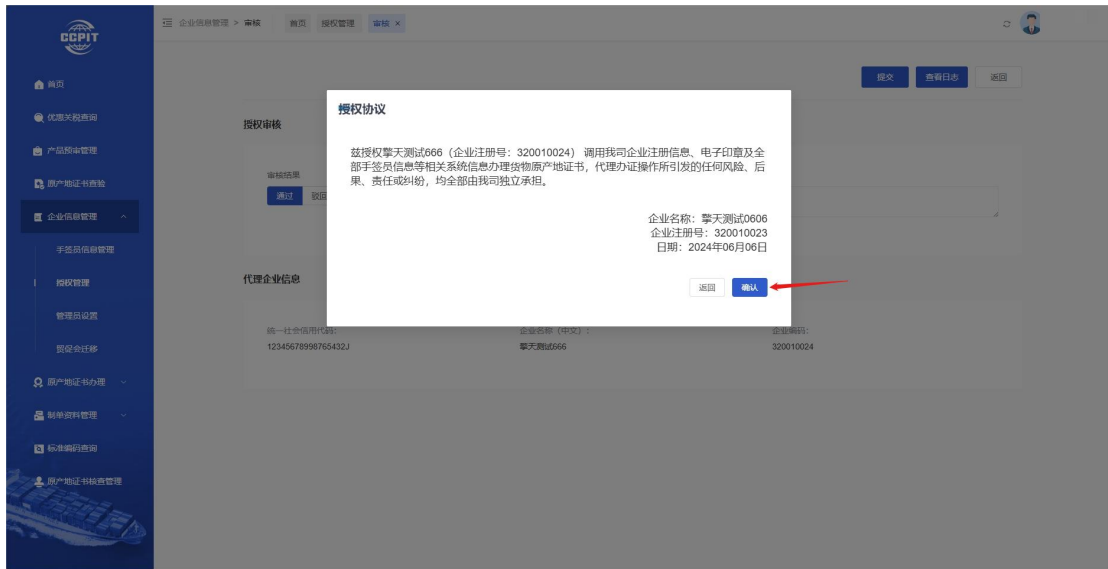 CCPIT
企业信息管理 > 审核
首页 授权管理 审核 ×
首页
优惠关税查询
产品预审管理
原产地证书查验
企业信息管理
手签员信息管理
授权管理
管理员设置
贸促会迁移
原产地证书办理
制单资料管理
标准编码查询
原产地证书核查管理
提交 查看日志 返回
授权审核
审核结果
通过 驳回
授权协议
兹授权擎天测试666（企业注册号：320010024） 调用我司企业注册信息、电子印章及全
部手签员信息等相关系统信息办理货物原产地证书，代理办证操作所引发的任何风险、后
果、责任或纠纷，均全部由我司独立承担。
企业名称：擎天测试0606
企业注册号：320010023
日期：2024年06月06日
返回 确认
代理企业信息
统一社会信用代码： 企业名称（中文）： 企业编码：
12345678998765432J 擎天测试666 320010024